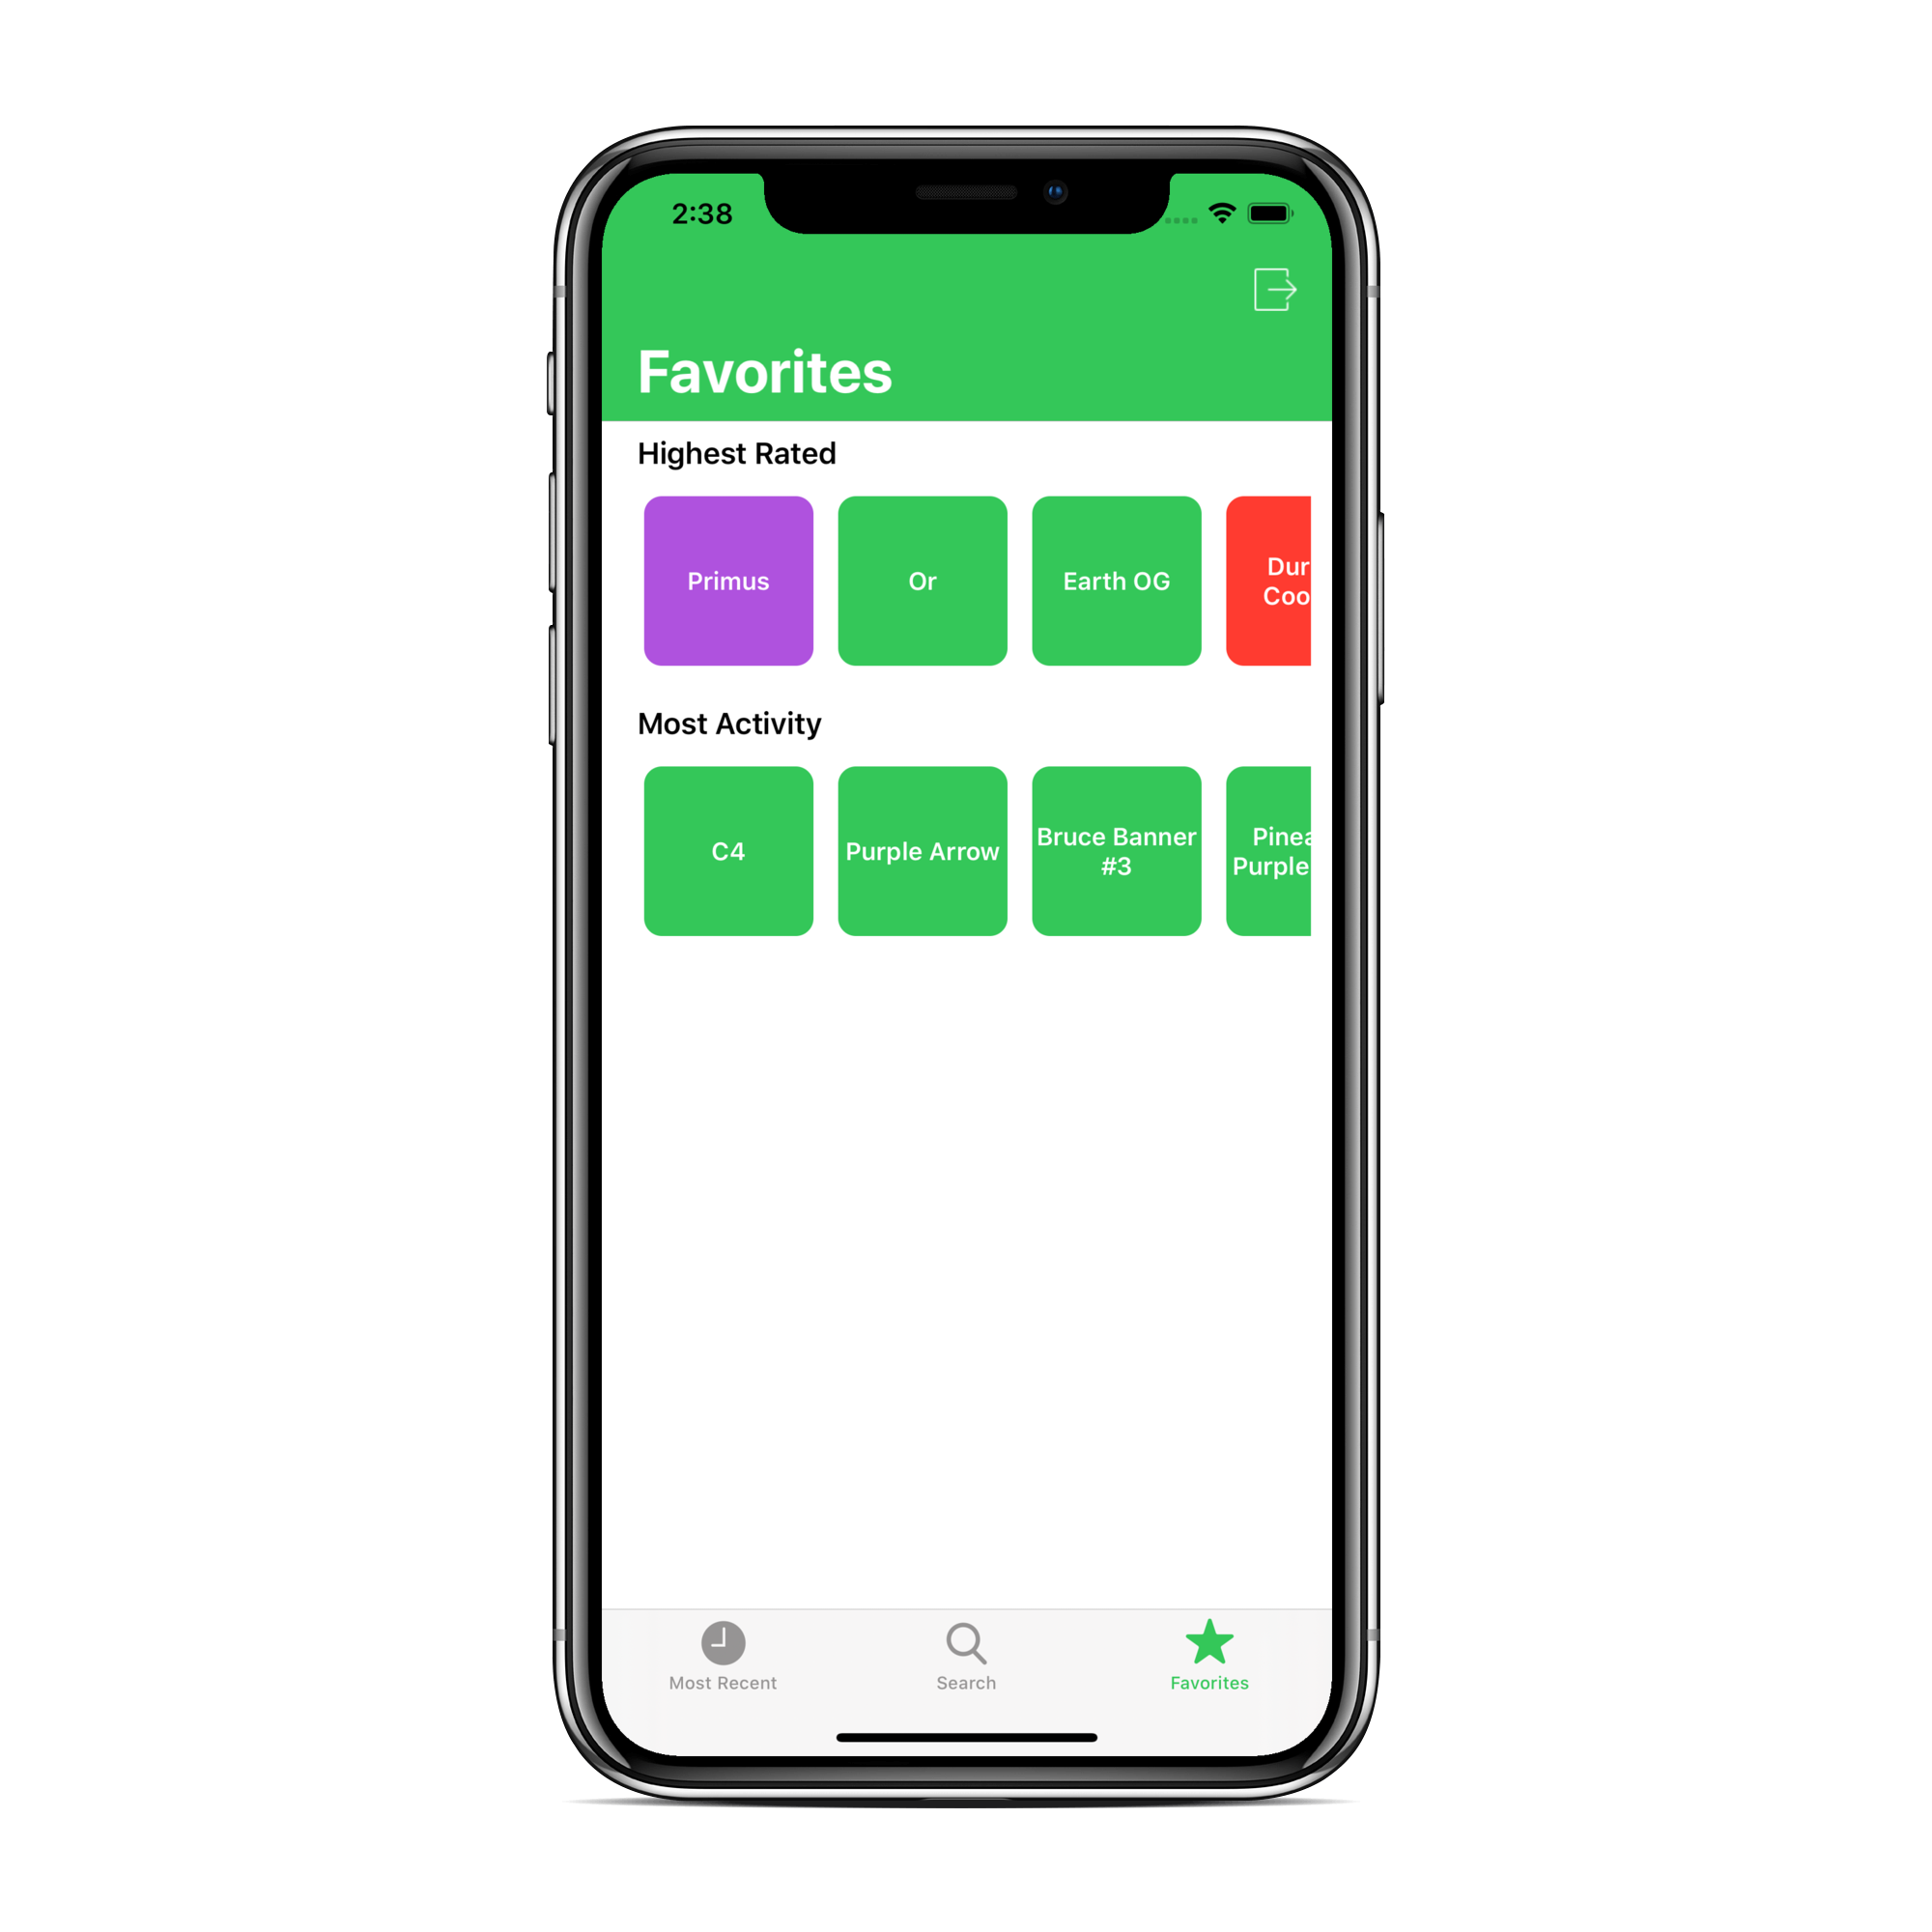 2:38
Favorites
Highest Rated
Primus
Or
Earth OG
Dur
Coo
Most Activity
C4
Purple Arrow
Bruce Banner
#3
Pinea
Purple
Most Recent
Search
Favorites